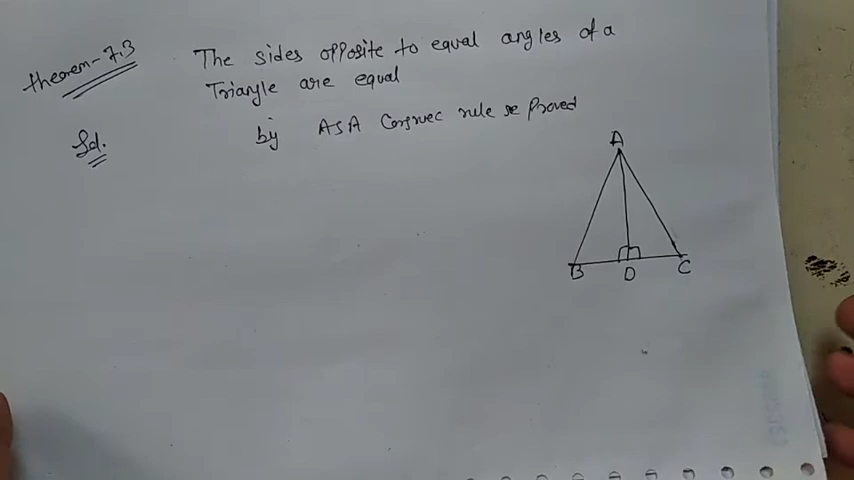 Theorem-7.3
The sides opposite to equal angles of a
Triangle are equal
Sol.
by ASA Congruec rule se Proved
A
B
D
C